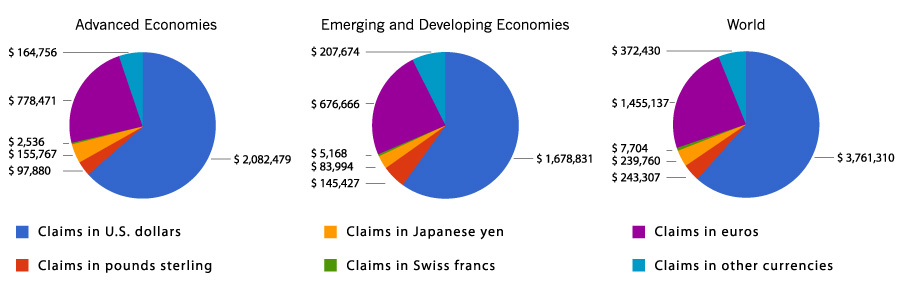 Advanced Economies
Emerging and Developing Economies
World
$ 164,756
$ 778,471
$ 2,536
$ 155,767
$ 97,880
$ 2,082,479
$ 207,674
$ 676,666
$ 5,168
$ 83,994
$ 145,427
$ 1,678,831
$ 372,430
$ 1,455,137
$ 7,704
$ 239,760
$ 243,307
$ 3,761,310
Claims in U.S. dollars
Claims in Japanese yen
Claims in euros
Claims in pounds sterling
Claims in Swiss francs
Claims in other currencies